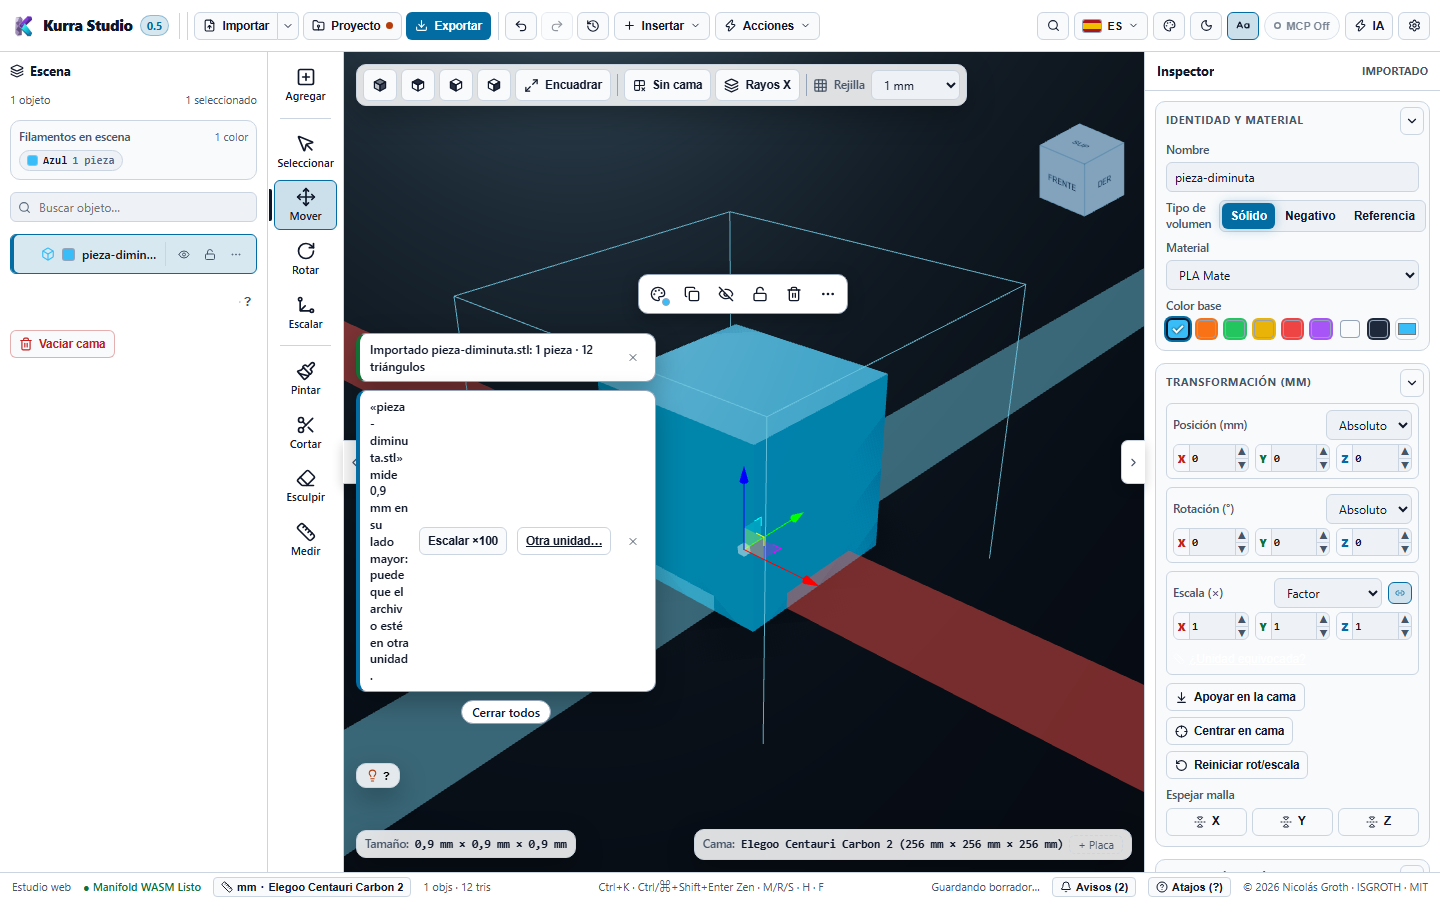 Kurra Studio 0.5
Importar
Proyecto
Exportar
Insertar
Acciones
ES
Aa
MCP Off
IA
Escena
1 objeto 1 seleccionado
Filamentos en escena 1 color
Azul 1 pieza
Buscar objeto...
pieza-dimin...
· ?
Vaciar cama
Agregar
Seleccionar
Mover
Rotar
Escalar
Pintar
Cortar
Esculpir
Medir
Encuadrar
Sin cama
Rayos X
Rejilla
1 mm
SUP
FRENTE
DER
Importado pieza-diminuta.stl: 1 pieza · 12
triángulos
«pieza
-
diminu
ta.stl»
mide
0,9
mm en
su
lado
mayor:
puede
que el
archiv
o esté
en otra
unidad
.
Escalar ×100
Otra unidad…
Cerrar todos
?
Tamaño: 0,9 mm × 0,9 mm × 0,9 mm
Cama: Elegoo Centauri Carbon 2 (256 mm × 256 mm × 256 mm)
+ Placa
Inspector IMPORTADO
IDENTIDAD Y MATERIAL
Nombre
pieza-diminuta
Tipo de
volumen
Sólido Negativo Referencia
Material
PLA Mate
Color base
TRANSFORMACIÓN (MM)
Posición (mm) Absoluto
X 0 Y 0 Z 0
Rotación (°) Absoluto
X 0 Y 0 Z 0
Escala (×) Factor
X 1 Y 1 Z 1
Apoyar en la cama
Centrar en cama
Reiniciar rot/escala
Espejar malla
X Y Z
Estudio web
● Manifold WASM Listo
mm · Elegoo Centauri Carbon 2
1 objs · 12 tris
Ctrl+K · Ctrl/⌘+Shift+Enter Zen · M/R/S · H · F
Guardando borrador...
Avisos (2)
Atajos (?)
© 2026 Nicolás Groth · ISGROTH · MIT